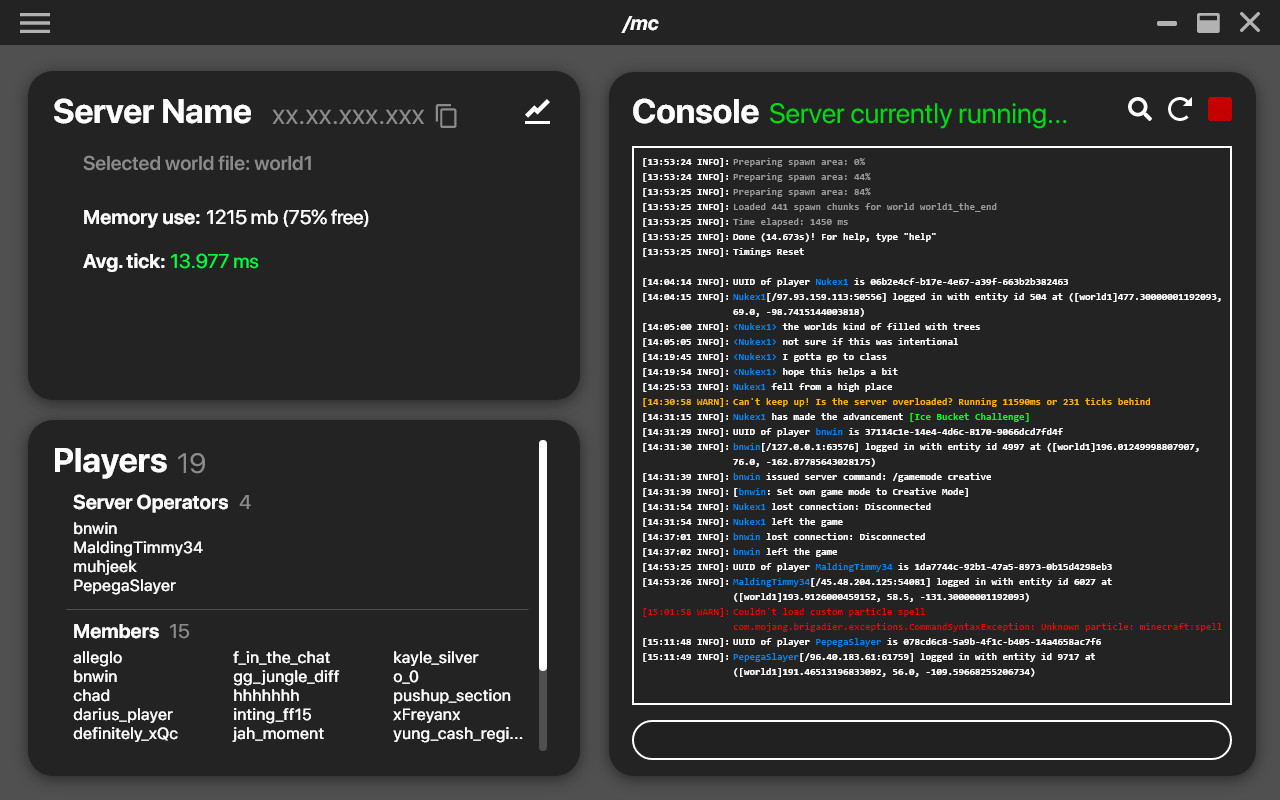 /mc
Server Name xx.xx.xxx.xxx
Selected world file: world1
Memory use: 1215 mb (75% free)
Avg. tick: 13.977 ms
Players 19
Server Operators 4
bnwin
MaldingTimmy34
muhjeek
PepegaSlayer
Members 15
alleglo f_in_the_chat kayle_silver
bnwin gg_jungle_diff o_0
chad hhhhhhh pushup_section
darius_player inting_ff15 xFreyanx
definitely_xQc jah_moment yung_cash_regi...
Console Server currently running...
[13:53:24 INFO]: Preparing spawn area: 0%
[13:53:24 INFO]: Preparing spawn area: 44%
[13:53:25 INFO]: Preparing spawn area: 84%
[13:53:25 INFO]: Loaded 441 spawn chunks for world world1_the_end
[13:53:25 INFO]: Time elapsed: 1450 ms
[13:53:25 INFO]: Done (14.673s)! For help, type "help"
[13:53:25 INFO]: Timings Reset
[14:04:14 INFO]: UUID of player Nukex1 is 06b2e4cf-b17e-4e67-a39f-663b2b382463
[14:04:15 INFO]: Nukex1[/97.93.159.113:50556] logged in with entity id 504 at ([world1]477.30000001192093,
69.0, -98.7415144003818)
[14:05:00 INFO]: <Nukex1> the worlds kind of filled with trees
[14:05:05 INFO]: <Nukex1> not sure if this was intentional
[14:19:45 INFO]: <Nukex1> I gotta go to class
[14:19:54 INFO]: <Nukex1> hope this helps a bit
[14:25:53 INFO]: Nukex1 fell from a high place
[14:30:58 WARN]: Can't keep up! Is the server overloaded? Running 11590ms or 231 ticks behind
[14:31:15 INFO]: Nukex1 has made the advancement [Ice Bucket Challenge]
[14:31:29 INFO]: UUID of player bnwin is 37114c1e-14e4-4d6c-8170-9066dcd7fd4f
[14:31:30 INFO]: bnwin[/127.0.0.1:63576] logged in with entity id 4997 at ([world1]196.01249998807907,
76.0, -162.87785643028175)
[14:31:39 INFO]: bnwin issued server command: /gamemode creative
[14:31:39 INFO]: [bnwin: Set own game mode to Creative Mode]
[14:31:54 INFO]: Nukex1 lost connection: Disconnected
[14:31:54 INFO]: Nukex1 left the game
[14:37:01 INFO]: bnwin lost connection: Disconnected
[14:37:02 INFO]: bnwin left the game
[14:53:25 INFO]: UUID of player MaldingTimmy34 is 1da7744c-92b1-47a5-8973-0b15d4298eb3
[14:53:26 INFO]: MaldingTimmy34[/45.48.204.125:54081] logged in with entity id 6027 at
([world1]193.9126000459152, 58.5, -131.30000001192093)
[15:01:58 WARN]: Couldn't load custom particle spell
com.mojang.brigadier.exceptions.CommandSyntaxException: Unknown particle: minecraft:spell
[15:11:48 INFO]: UUID of player PepegaSlayer is 078cd6c8-5a9b-4f1c-b405-14a4658ac7f6
[15:11:49 INFO]: PepegaSlayer[/96.40.183.61:61759] logged in with entity id 9717 at
([world1]191.46513196833092, 56.0, -109.59668255206734)